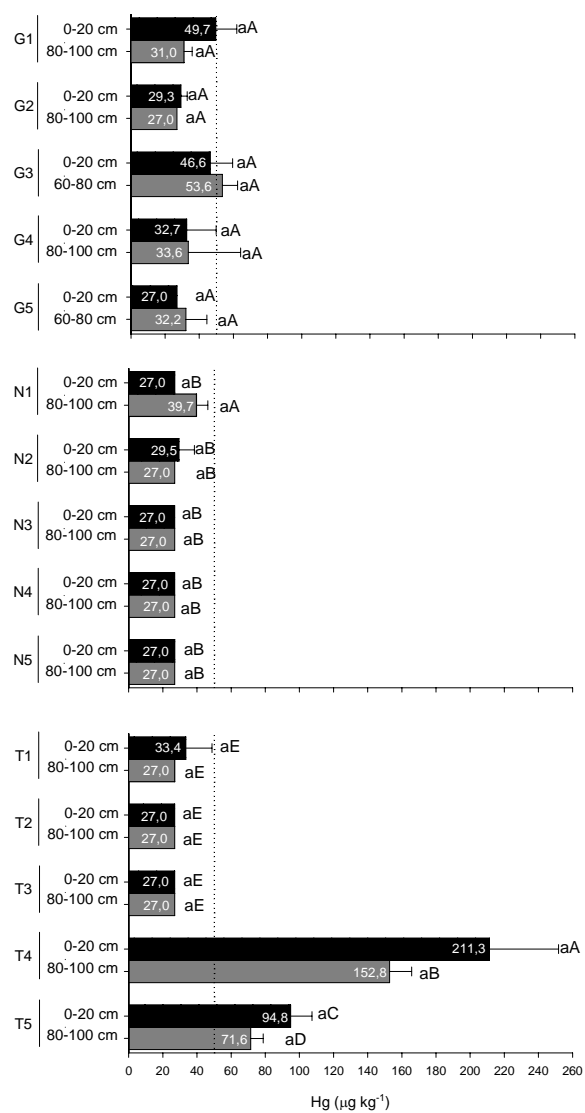 G1 0-20 cm 49,7 aA
80-100 cm 31,0 aA
G2 0-20 cm 29,3 aA
80-100 cm 27,0 aA
G3 0-20 cm 46,6 aA
60-80 cm 53,6 aA
G4 0-20 cm 32,7 aA
80-100 cm 33,6 aA
G5 0-20 cm 27,0 aA
60-80 cm 32,2 aA
N1 0-20 cm 27,0 aB
80-100 cm 39,7 aA
N2 0-20 cm 29,5 aB
80-100 cm 27,0 aB
N3 0-20 cm 27,0 aB
80-100 cm 27,0 aB
N4 0-20 cm 27,0 aB
80-100 cm 27,0 aB
N5 0-20 cm 27,0 aB
80-100 cm 27,0 aB
T1 0-20 cm 33,4 aE
80-100 cm 27,0 aE
T2 0-20 cm 27,0 aE
80-100 cm 27,0 aE
T3 0-20 cm 27,0 aE
80-100 cm 27,0 aE
T4 0-20 cm 211,3 aA
80-100 cm 152,8 aB
T5 0-20 cm 94,8 aC
80-100 cm 71,6 aD
0 20 40 60 80 100 120 140 160 180 200 220 240 260
Hg (μg kg⁻¹)